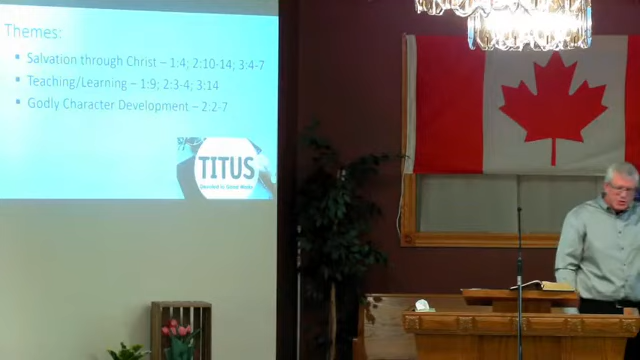 Themes:
▪ Salvation through Christ – 1:4; 2:10-14; 3:4-7
▪ Teaching/Learning – 1:9; 2:3-4; 3:14
▪ Godly Character Development – 2:2-7
TITUS